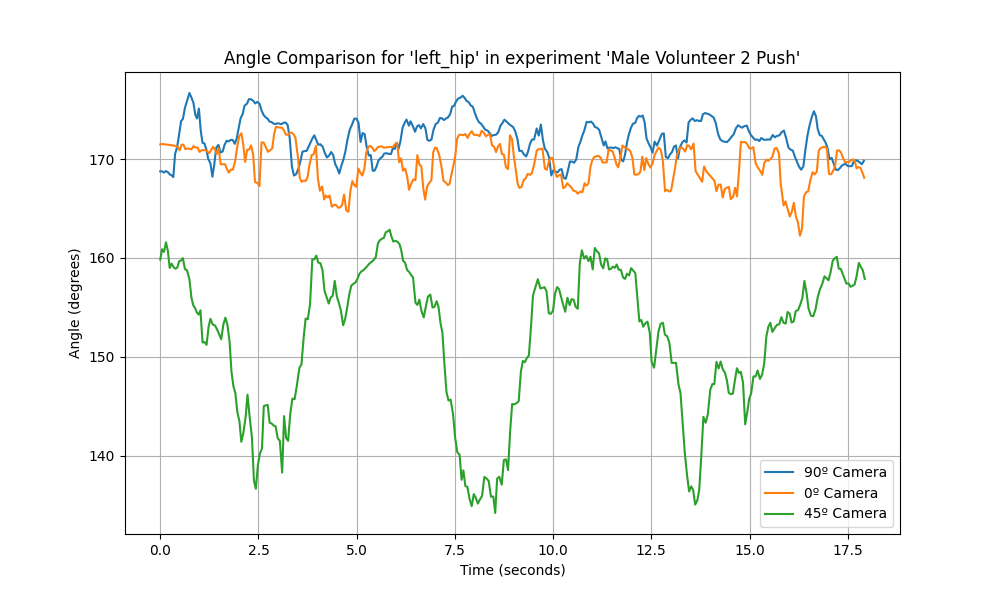 Angle Comparison for 'left_hip' in experiment 'Male Volunteer 2 Push'
Angle (degrees)
170
160
150
140
0.0 2.5 5.0 7.5 10.0 12.5 15.0 17.5
Time (seconds)
90º Camera
0º Camera
45º Camera